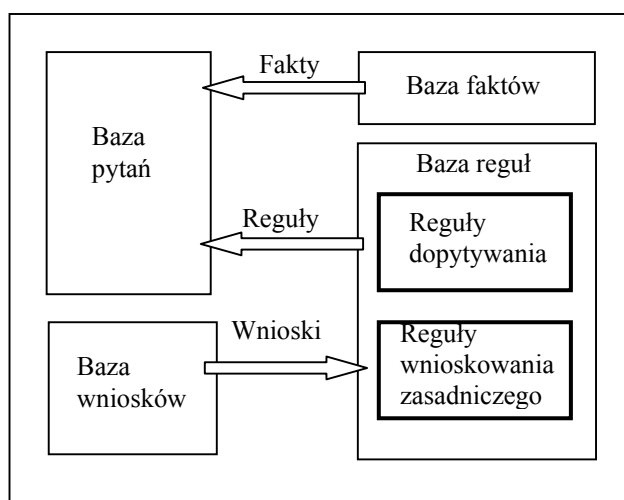 Fakty
Baza faktów
Baza
pytań
Baza reguł
Reguły
Reguły
dopytywania
Wnioski
Reguły
wnioskowania
zasadniczego
Baza
wniosków